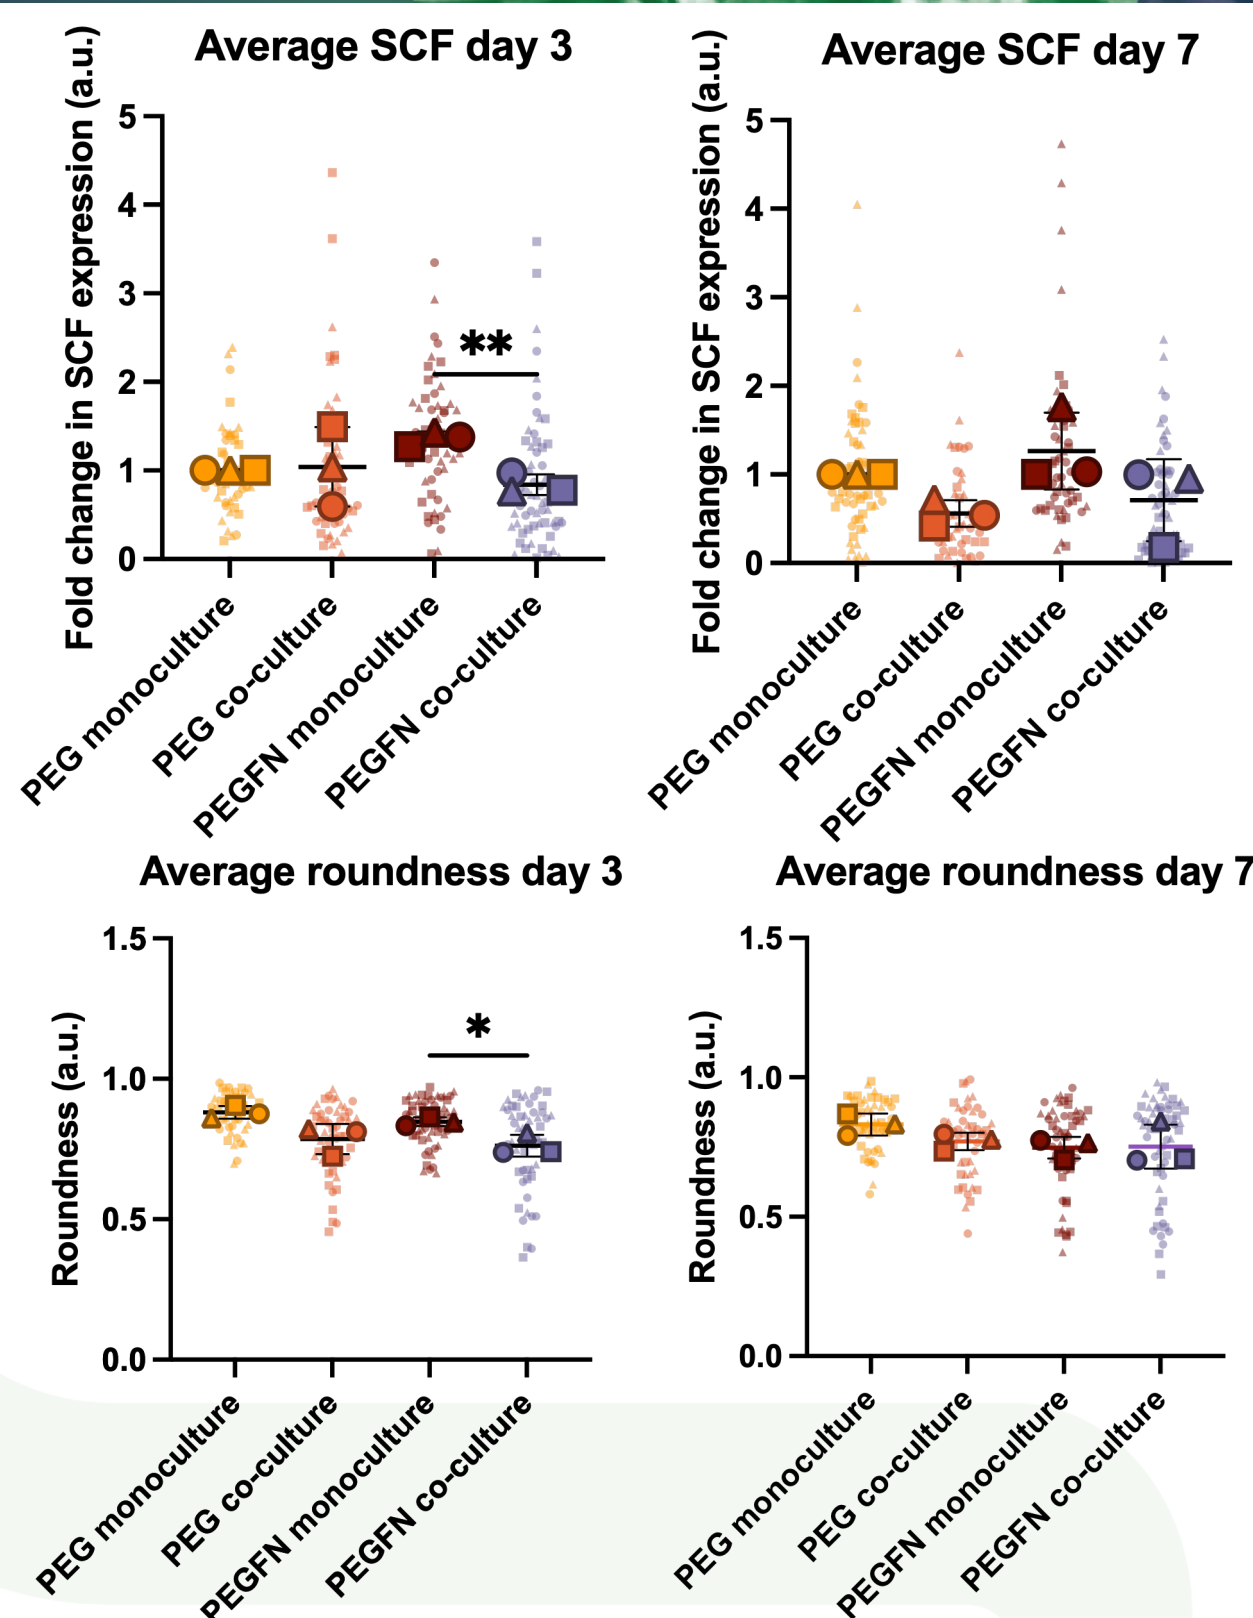 Average SCF day 3
Fold change in SCF expression (a.u.)
5
4
3
2
1
0
**
PEG monoculture
PEG co-culture
PEGFN monoculture
PEGFN co-culture
Average SCF day 7
Fold change in SCF expression (a.u.)
5
4
3
2
1
0
PEG monoculture
PEG co-culture
PEGFN monoculture
PEGFN co-culture
Average roundness day 3
Roundness (a.u.)
1.5
1.0
0.5
0.0
*
PEG monoculture
PEG co-culture
PEGFN monoculture
PEGFN co-culture
Average roundness day 7
Roundness (a.u.)
1.5
1.0
0.5
0.0
PEG monoculture
PEG co-culture
PEGFN monoculture
PEGFN co-culture